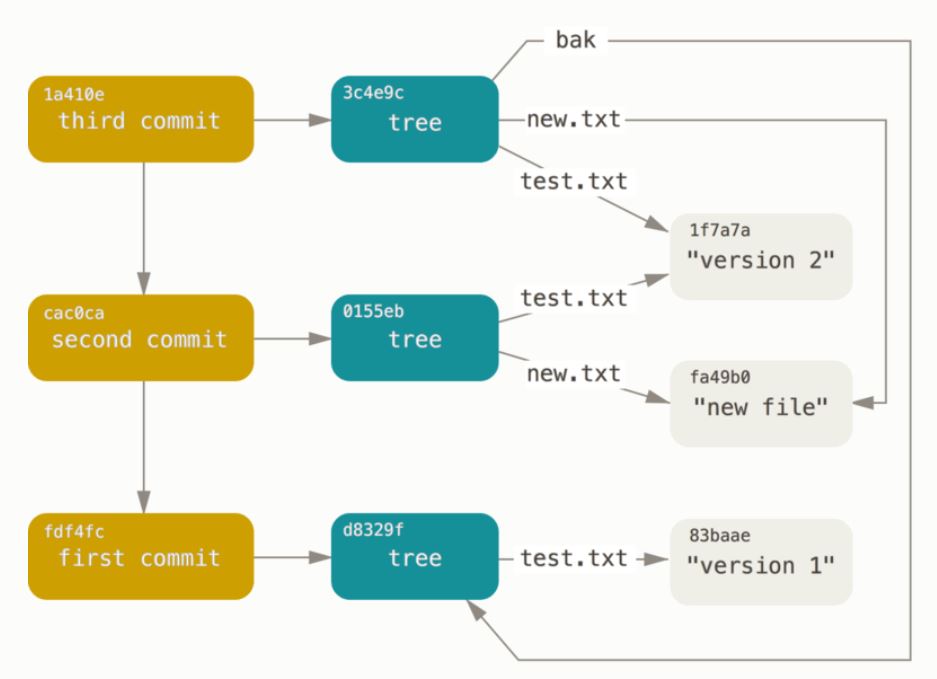 bak
1a410e
third commit
3c4e9c
tree
new.txt
test.txt
1f7a7a
"version 2"
cac0ca
second commit
0155eb
tree
test.txt
new.txt
fa49b0
"new file"
fdf4fc
first commit
d8329f
tree
test.txt
83baae
"version 1"